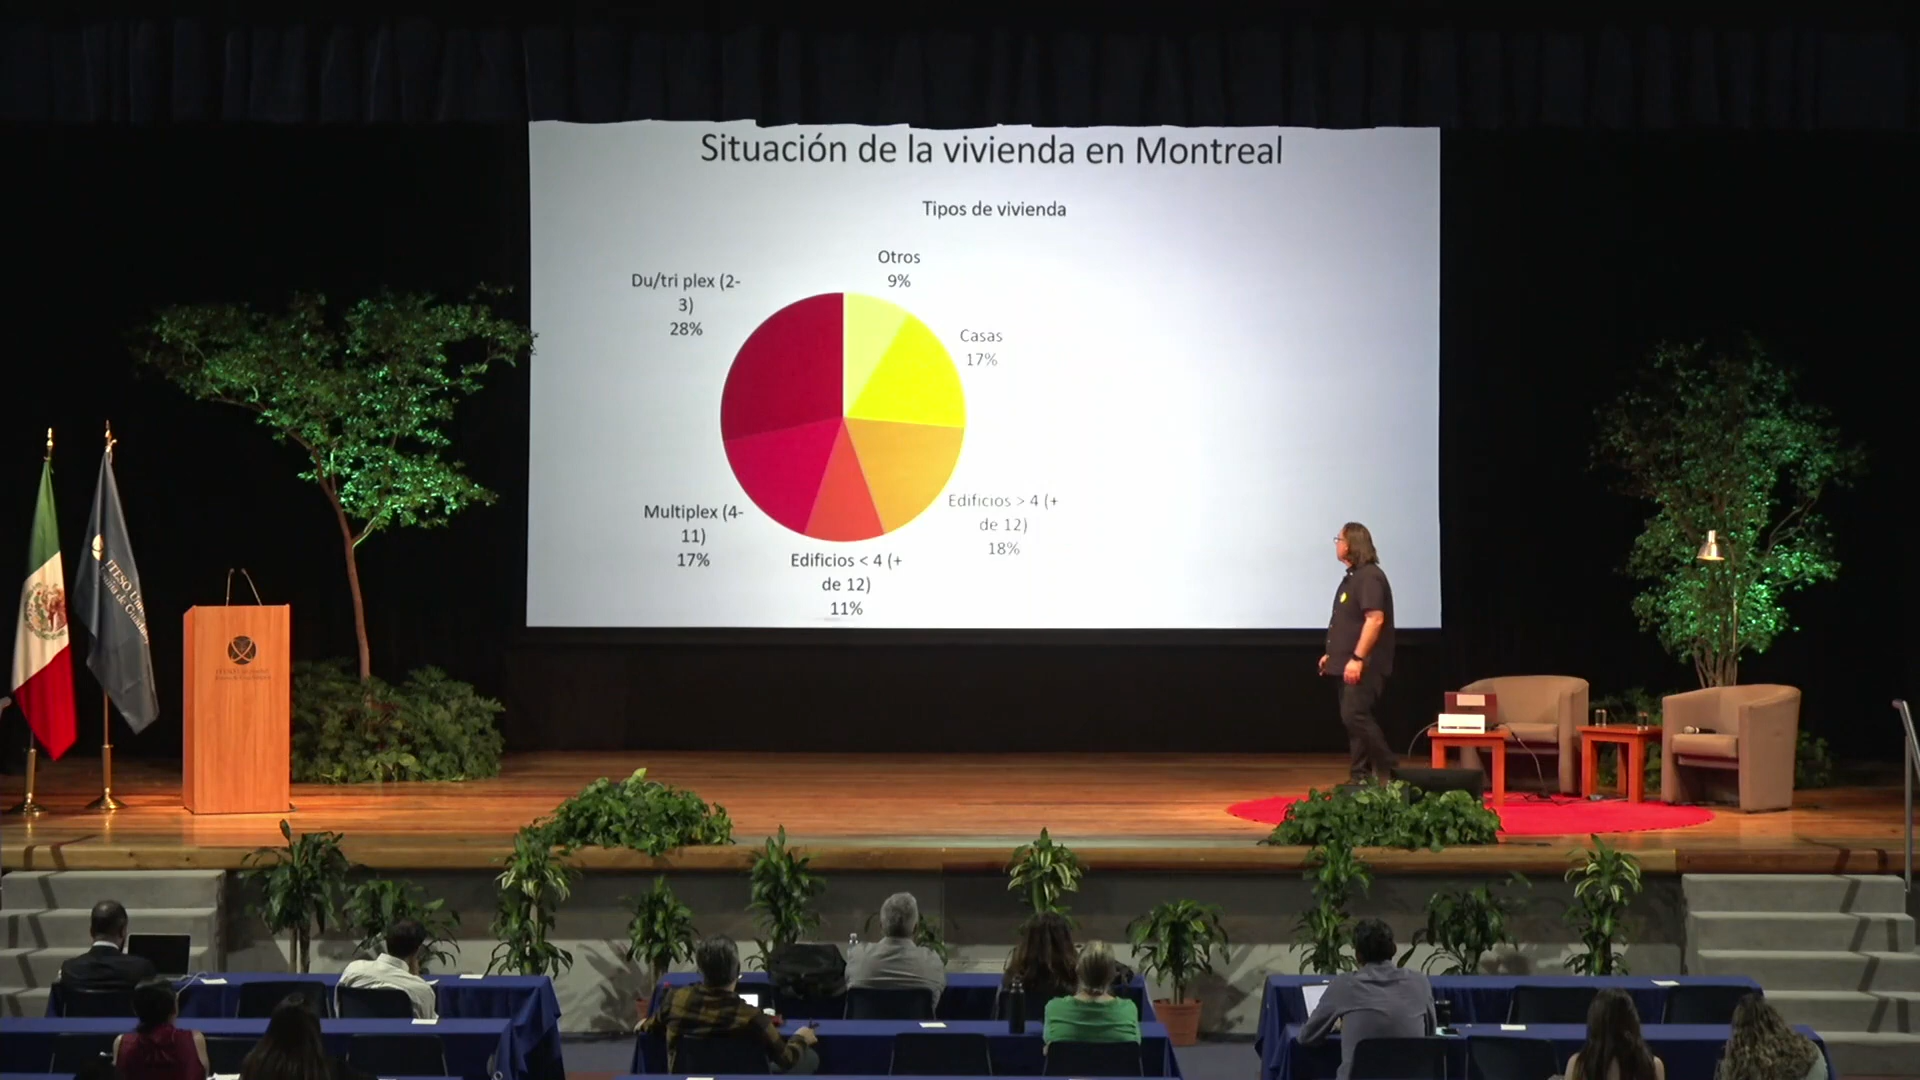 Situación de la vivienda en Montreal
Tipos de vivienda
Otros
9%
Du/tri plex (2-
3)
28%
Casas
17%
Edificios > 4 (+
de 12)
18%
Multiplex (4-
11)
17%
Edificios < 4 (+
de 12)
11%
ITESO